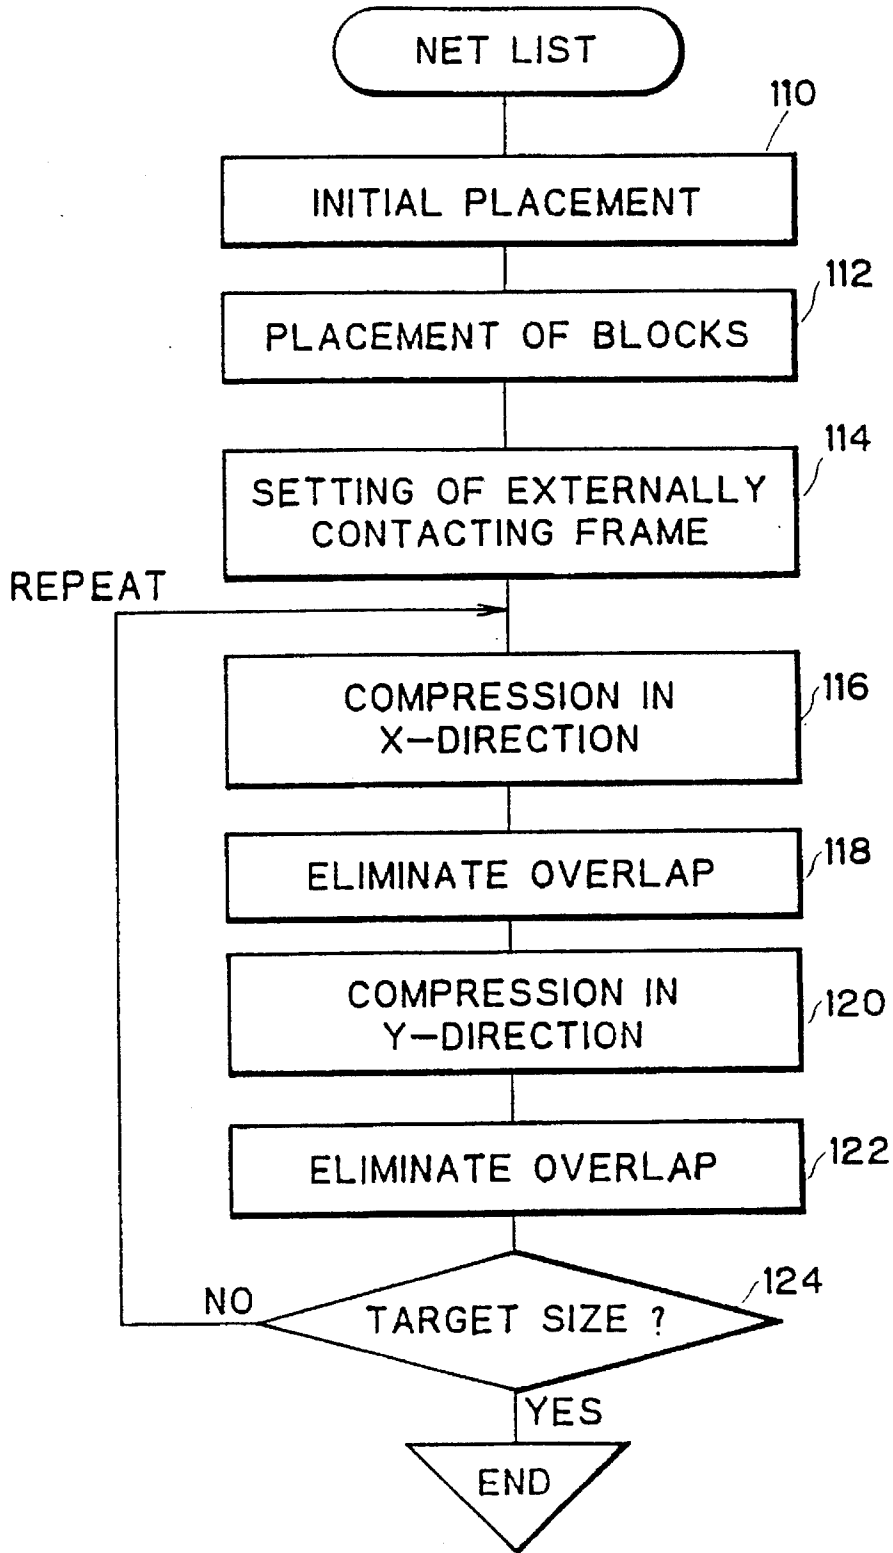 NET LIST
110
INITIAL PLACEMENT
112
PLACEMENT OF BLOCKS
114
SETTING OF EXTERNALLY
CONTACTING FRAME
REPEAT
COMPRESSION IN
X-DIRECTION
116
ELIMINATE OVERLAP
118
COMPRESSION IN
Y-DIRECTION
120
ELIMINATE OVERLAP
122
124
NO
TARGET SIZE ?
YES
END